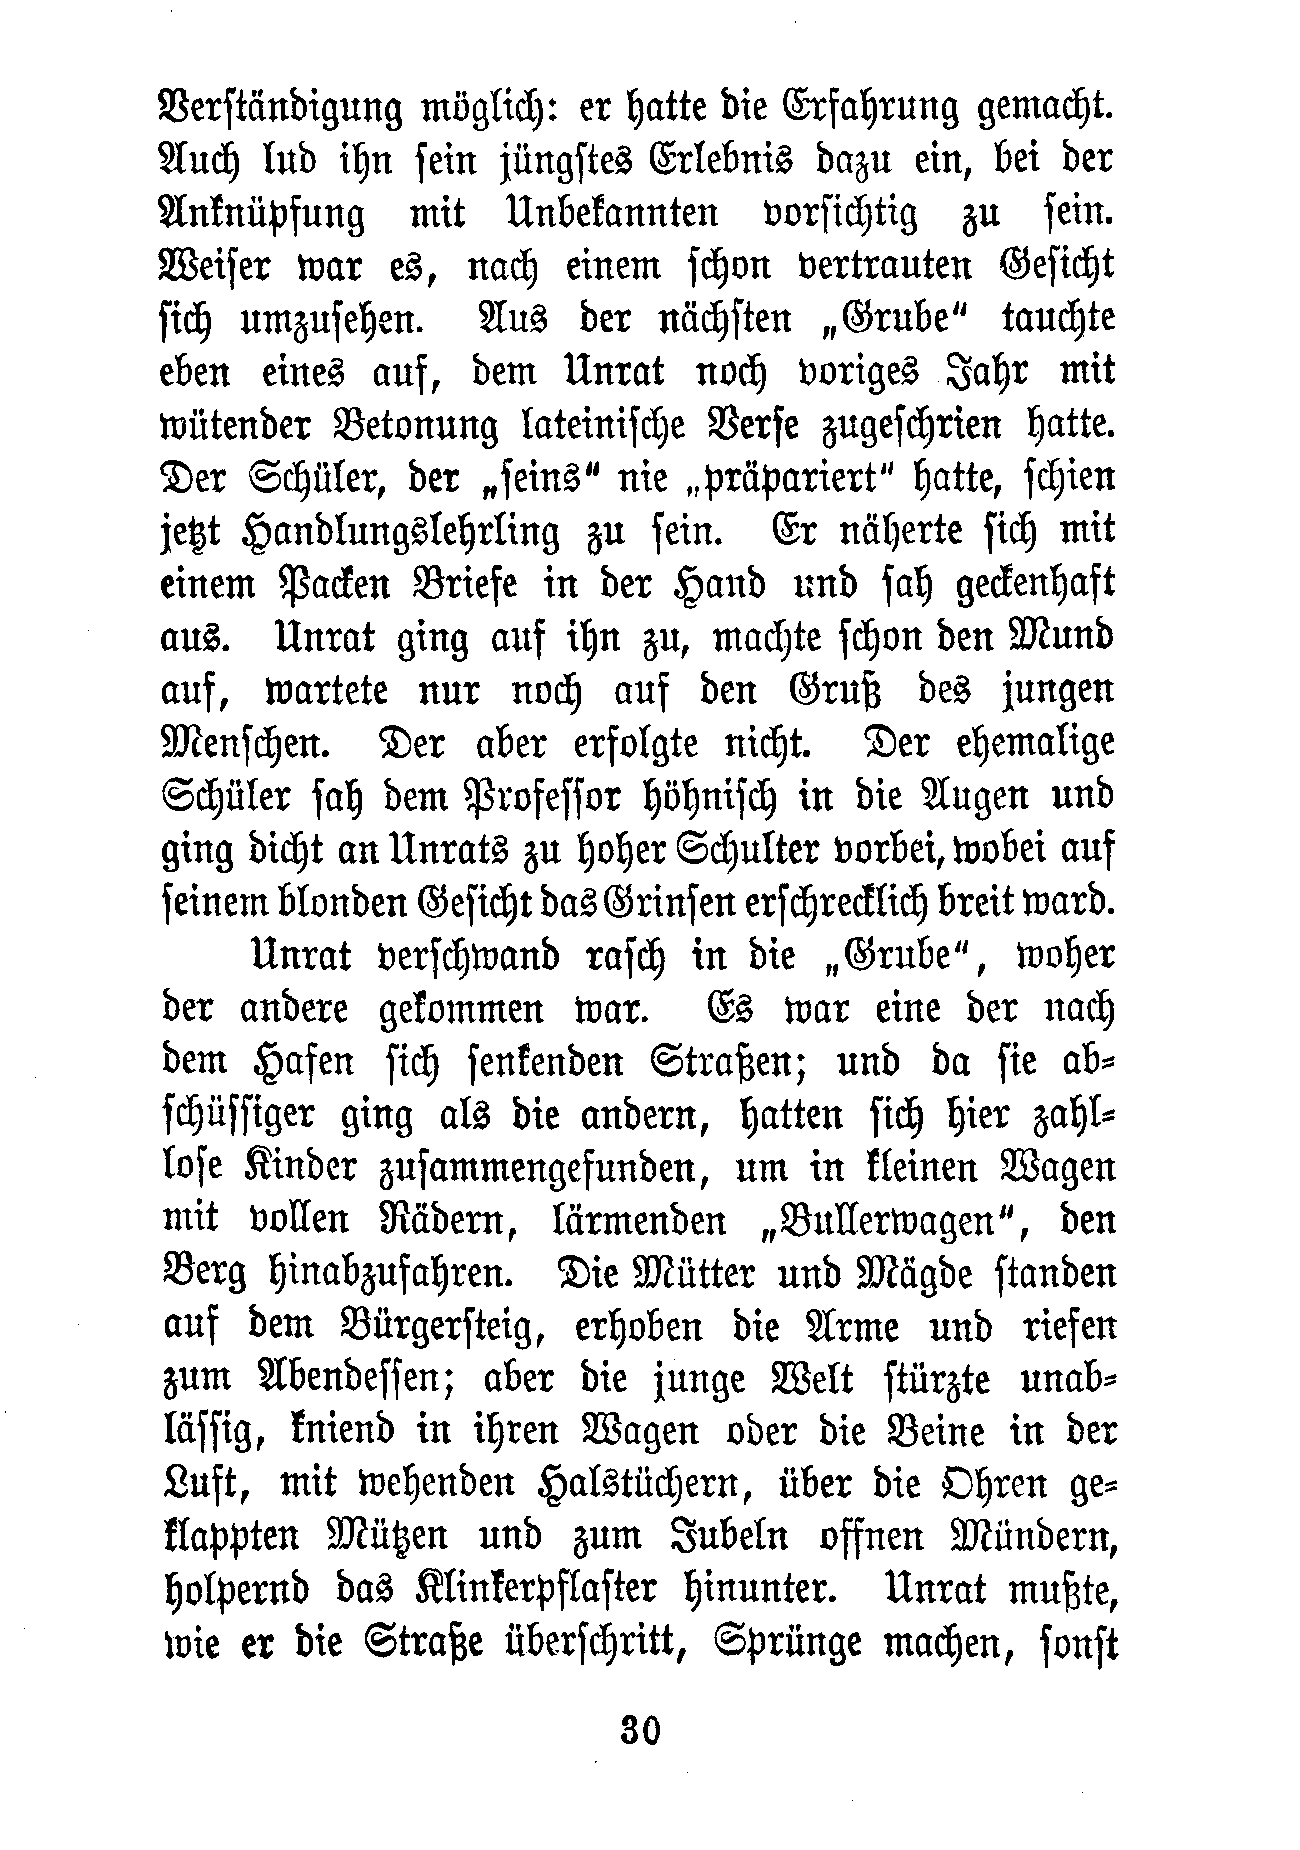 Verständigung möglich: er hatte die Erfahrung gemacht.
Auch lud ihn sein jüngstes Erlebnis dazu ein, bei der
Anknüpfung mit Unbekannten vorsichtig zu sein.
Weiser war es, nach einem schon vertrauten Gesicht
sich umzusehen. Aus der nächsten „Grube“ tauchte
eben eines auf, dem Unrat noch voriges Jahr mit
wütender Betonung lateinische Verse zugeschrien hatte.
Der Schüler, der „seins“ nie „präpariert“ hatte, schien
jetzt Handlungslehrling zu sein. Er näherte sich mit
einem Packen Briefe in der Hand und sah geckenhaft
aus. Unrat ging auf ihn zu, machte schon den Mund
auf, wartete nur noch auf den Gruß des jungen
Menschen. Der aber erfolgte nicht. Der ehemalige
Schüler sah dem Professor höhnisch in die Augen und
ging dicht an Unrats zu hoher Schulter vorbei, wobei auf
seinem blonden Gesicht das Grinsen erschrecklich breit ward.
Unrat verschwand rasch in die „Grube“, woher
der andere gekommen war. Es war eine der nach
dem Hafen sich senkenden Straßen; und da sie ab-
schüssiger ging als die andern, hatten sich hier zahl-
lose Kinder zusammengefunden, um in kleinen Wagen
mit vollen Rädern, lärmenden „Bullerwagen“, den
Berg hinabzufahren. Die Mütter und Mägde standen
auf dem Bürgersteig, erhoben die Arme und riefen
zum Abendessen; aber die junge Welt stürzte unab-
lässig, kniend in ihren Wagen oder die Beine in der
Luft, mit wehenden Halstüchern, über die Ohren ge-
klappten Mützen und zum Jubeln offnen Mündern,
holpernd das Klinkerpflaster hinunter. Unrat mußte,
wie er die Straße überschritt, Sprünge machen, sonst
30